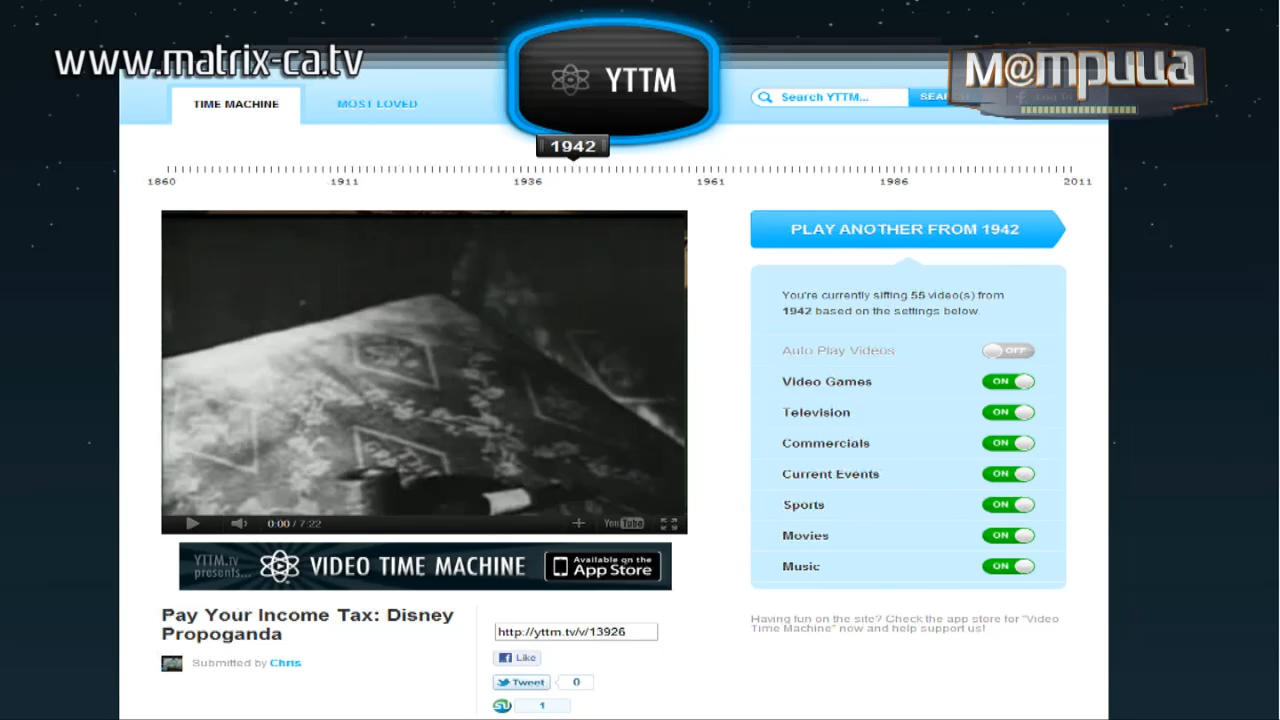 www.matrix-ca.tv
М@трица
YTTM
TIME MACHINE
MOST LOVED
Search YTTM...
1942
1860
1911
1936
1961
1986
2011
PLAY ANOTHER FROM 1942
You're currently sifting 55 video(s) from
1942 based on the settings below.
Auto Play Videos OFF
Video Games ON
Television ON
Commercials ON
Current Events ON
Sports ON
Movies ON
Music ON
0:00 / 7:22
YouTube
YTTM.TV
presents...
VIDEO TIME MACHINE
Available on the
App Store
Pay Your Income Tax: Disney
Propoganda
Submitted by Chris
http://yttm.tv/v/13926
Like
Tweet 0
1
Having fun on the site? Check the app store for "Video
Time Machine" now and help support us!